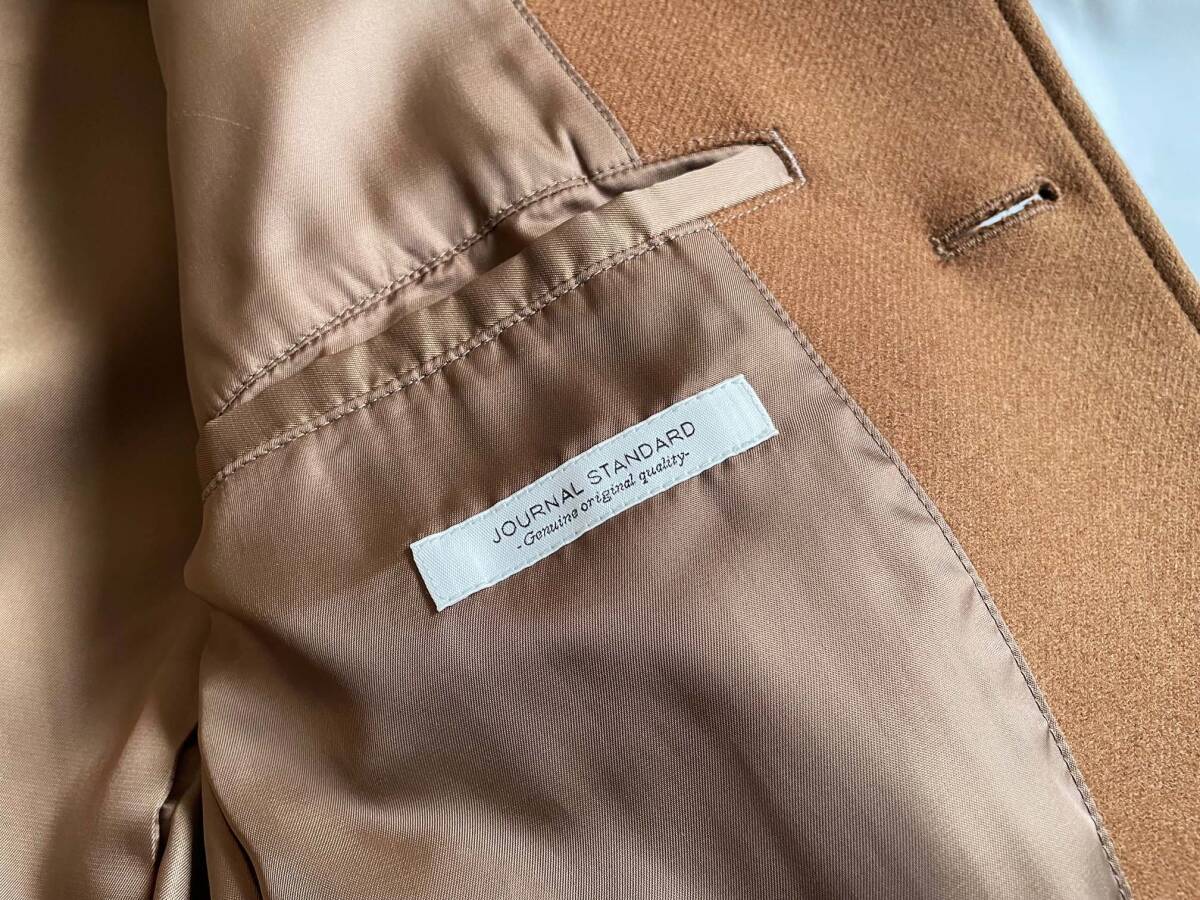 JOURNAL STANDARD
-Genuine original quality-